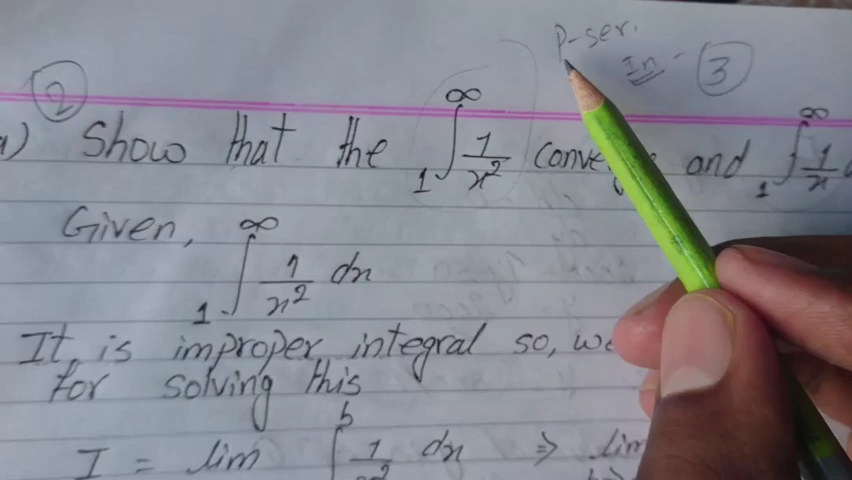 P-ser.
In - ③
②
a) Show that the ∫₁^∞ 1/x² conve and ∫₁^∞ 1/x
Given,
∫₁^∞ 1/x² dx
It is improper integral so, we
for solving this
I = lim ∫^b 1/x² dx ⇒ lim